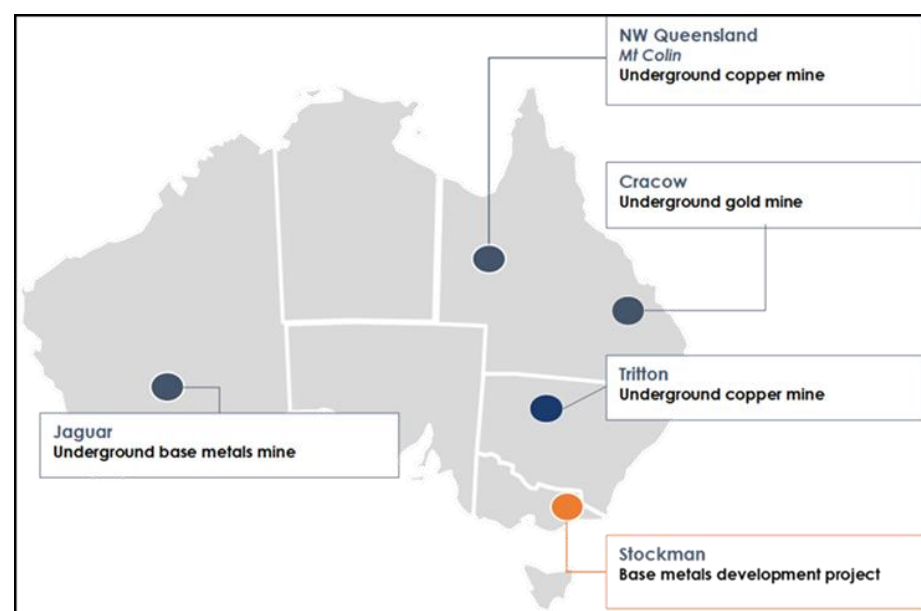 NW Queensland
Mt Colin
Underground copper mine
Cracow
Underground gold mine
Tritton
Underground copper mine
Jaguar
Underground base metals mine
Stockman
Base metals development project